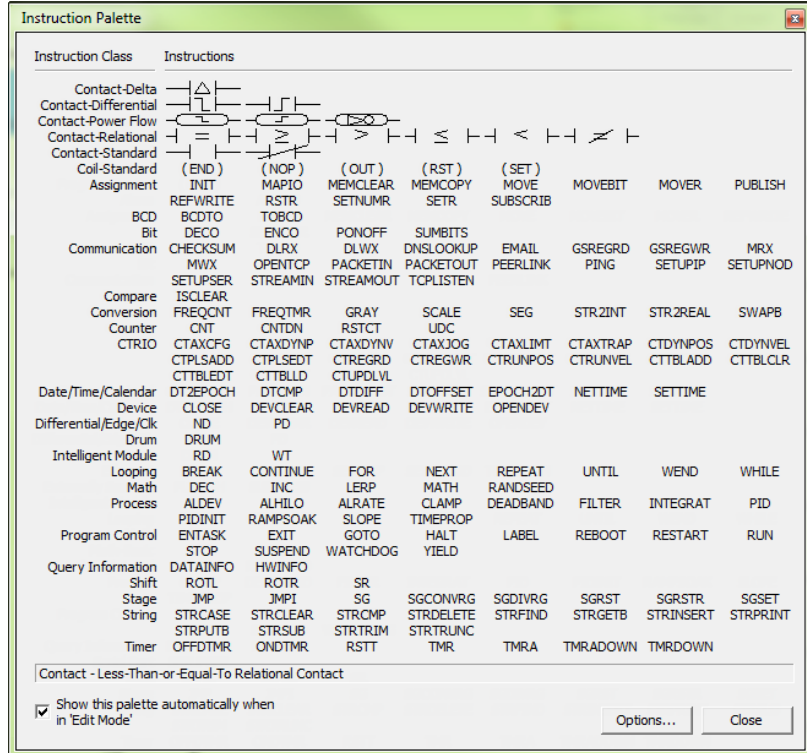 Instruction Palette
x
Instruction Class Instructions
Contact-Delta
Contact-Differential
Contact-Power Flow
Contact-Relational = ≥ > ≤ < ≠
Contact-Standard
Coil-Standard ( END ) ( NOP ) ( OUT ) ( RST ) ( SET )
Assignment INIT MAPIO MEMCLEAR MEMCOPY MOVE MOVEBIT MOVER PUBLISH
REFWRITE RSTR SETNUMR SETR SUBSCRIB
BCD BCDTO TOBCD
Bit DECO ENCO PONOFF SUMBITS
Communication CHECKSUM DLRX DLWX DNSLOOKUP EMAIL GSREGRD GSREGWR MRX
MWX OPENTCP PACKETIN PACKETOUT PEERLINK PING SETUPIP SETUPNOD
SETUPSER STREAMIN STREAMOUT TCPLISTEN
Compare ISCLEAR
Conversion FREQCNT FREQTMR GRAY SCALE SEG STR2INT STR2REAL SWAPB
Counter CNT CNTDN RSTCT UDC
CTRIO CTAXCFG CTAXDYNP CTAXDYNV CTAXJOG CTAXLIMT CTAXTRAP CTDYNPOS CTDYNVEL
CTPLSADD CTPLSEDT CTREGRD CTREGWR CTRUNPOS CTRUNVEL CTTBLADD CTTBLCLR
CTTBLEDT CTTBLLD CTUPDLVL
Date/Time/Calendar DT2EPOCH DTCMP DTDIFF DTOFFSET EPOCH2DT NETTIME SETTIME
Device CLOSE DEVCLEAR DEVREAD DEVWRITE OPENDEV
Differential/Edge/Clk ND PD
Drum DRUM
Intelligent Module RD WT
Looping BREAK CONTINUE FOR NEXT REPEAT UNTIL WEND WHILE
Math DEC INC LERP MATH RANDSEED
Process ALDEV ALHILO ALRATE CLAMP DEADBAND FILTER INTEGRAT PID
PIDINIT RAMPSOAK SLOPE TIMEPROP
Program Control ENTASK EXIT GOTO HALT LABEL REBOOT RESTART RUN
STOP SUSPEND WATCHDOG YIELD
Query Information DATAINFO HWINFO
Shift ROTL ROTR SR
Stage JMP JMPI SG SGCONVRG SGDIVRG SGRST SGRSTR SGSET
String STRCASE STRCLEAR STRCMP STRDELETE STRFIND STRGETB STRINSERT STRPRINT
STRPUTB STRSUB STRTRIM STRTRUNC
Timer OFFDTMR ONDTMR RSTT TMR TMRA TMRADOWN TMRDOWN
Contact - Less-Than-or-Equal-To Relational Contact
Show this palette automatically when
in 'Edit Mode'
Options... Close